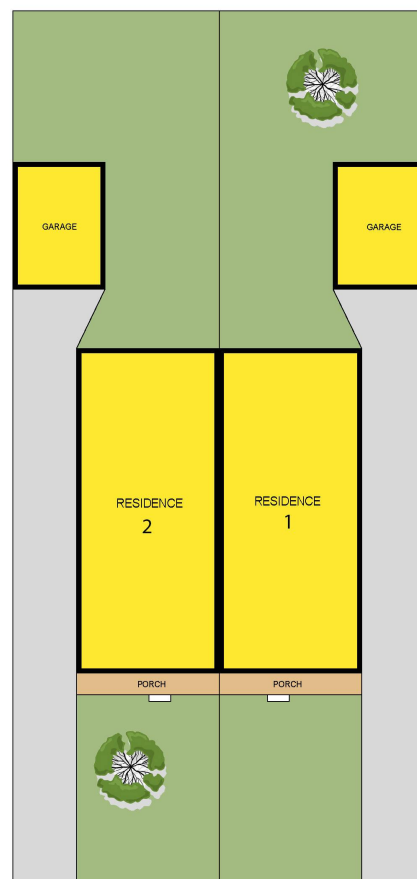 GARAGE
GARAGE
RESIDENCE
2
RESIDENCE
1
PORCH
PORCH